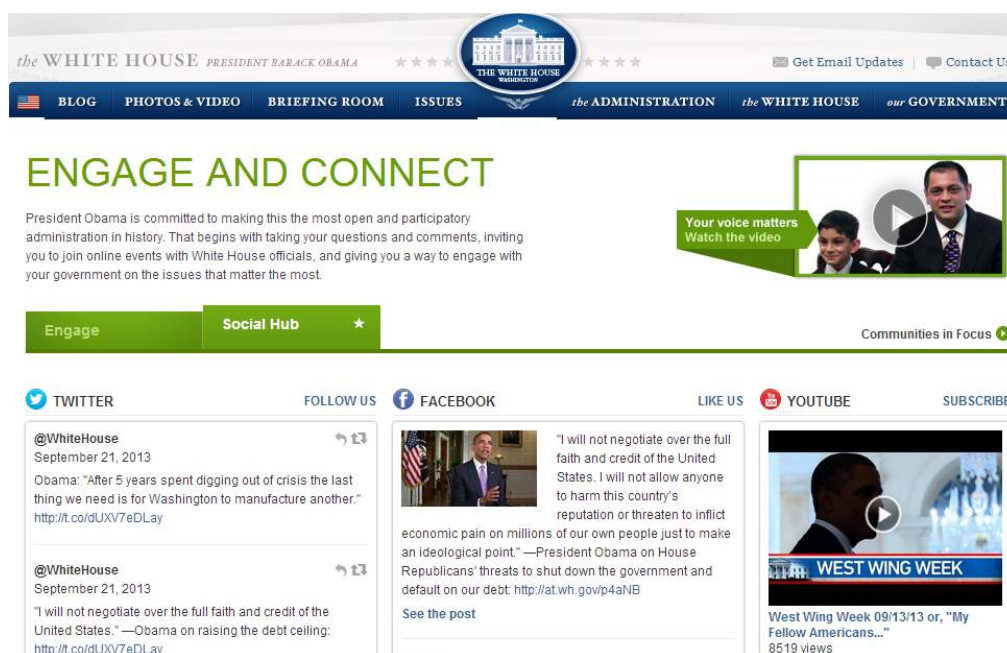 the WHITE HOUSE PRESIDENT BARACK OBAMA
THE WHITE HOUSE
WASHINGTON
Get Email Updates | Contact Us
BLOG PHOTOS & VIDEO BRIEFING ROOM ISSUES the ADMINISTRATION the WHITE HOUSE our GOVERNMENT
ENGAGE AND CONNECT
President Obama is committed to making this the most open and participatory
administration in history. That begins with taking your questions and comments, inviting
you to join online events with White House officials, and giving you a way to engage with
your government on the issues that matter the most.
Your voice matters
Watch the video
Engage
Social Hub
Communities in Focus
TWITTER FOLLOW US
@WhiteHouse
September 21, 2013
Obama: "After 5 years spent digging out of crisis the last
thing we need is for Washington to manufacture another."
http://t.co/dUXV7eDLay
@WhiteHouse
September 21, 2013
"I will not negotiate over the full faith and credit of the
United States." —Obama on raising the debt ceiling:
http://t.co/dUXV7eDLay
FACEBOOK LIKE US
"I will not negotiate over the full
faith and credit of the United
States. I will not allow anyone
to harm this country's
reputation or threaten to inflict
economic pain on millions of our own people just to make
an ideological point." —President Obama on House
Republicans' threats to shut down the government and
default on our debt: http://at.wh.gov/p4aNB
See the post
YOUTUBE SUBSCRIBE
WEST WING WEEK
West Wing Week 09/13/13 or, "My
Fellow Americans..."
8519 views